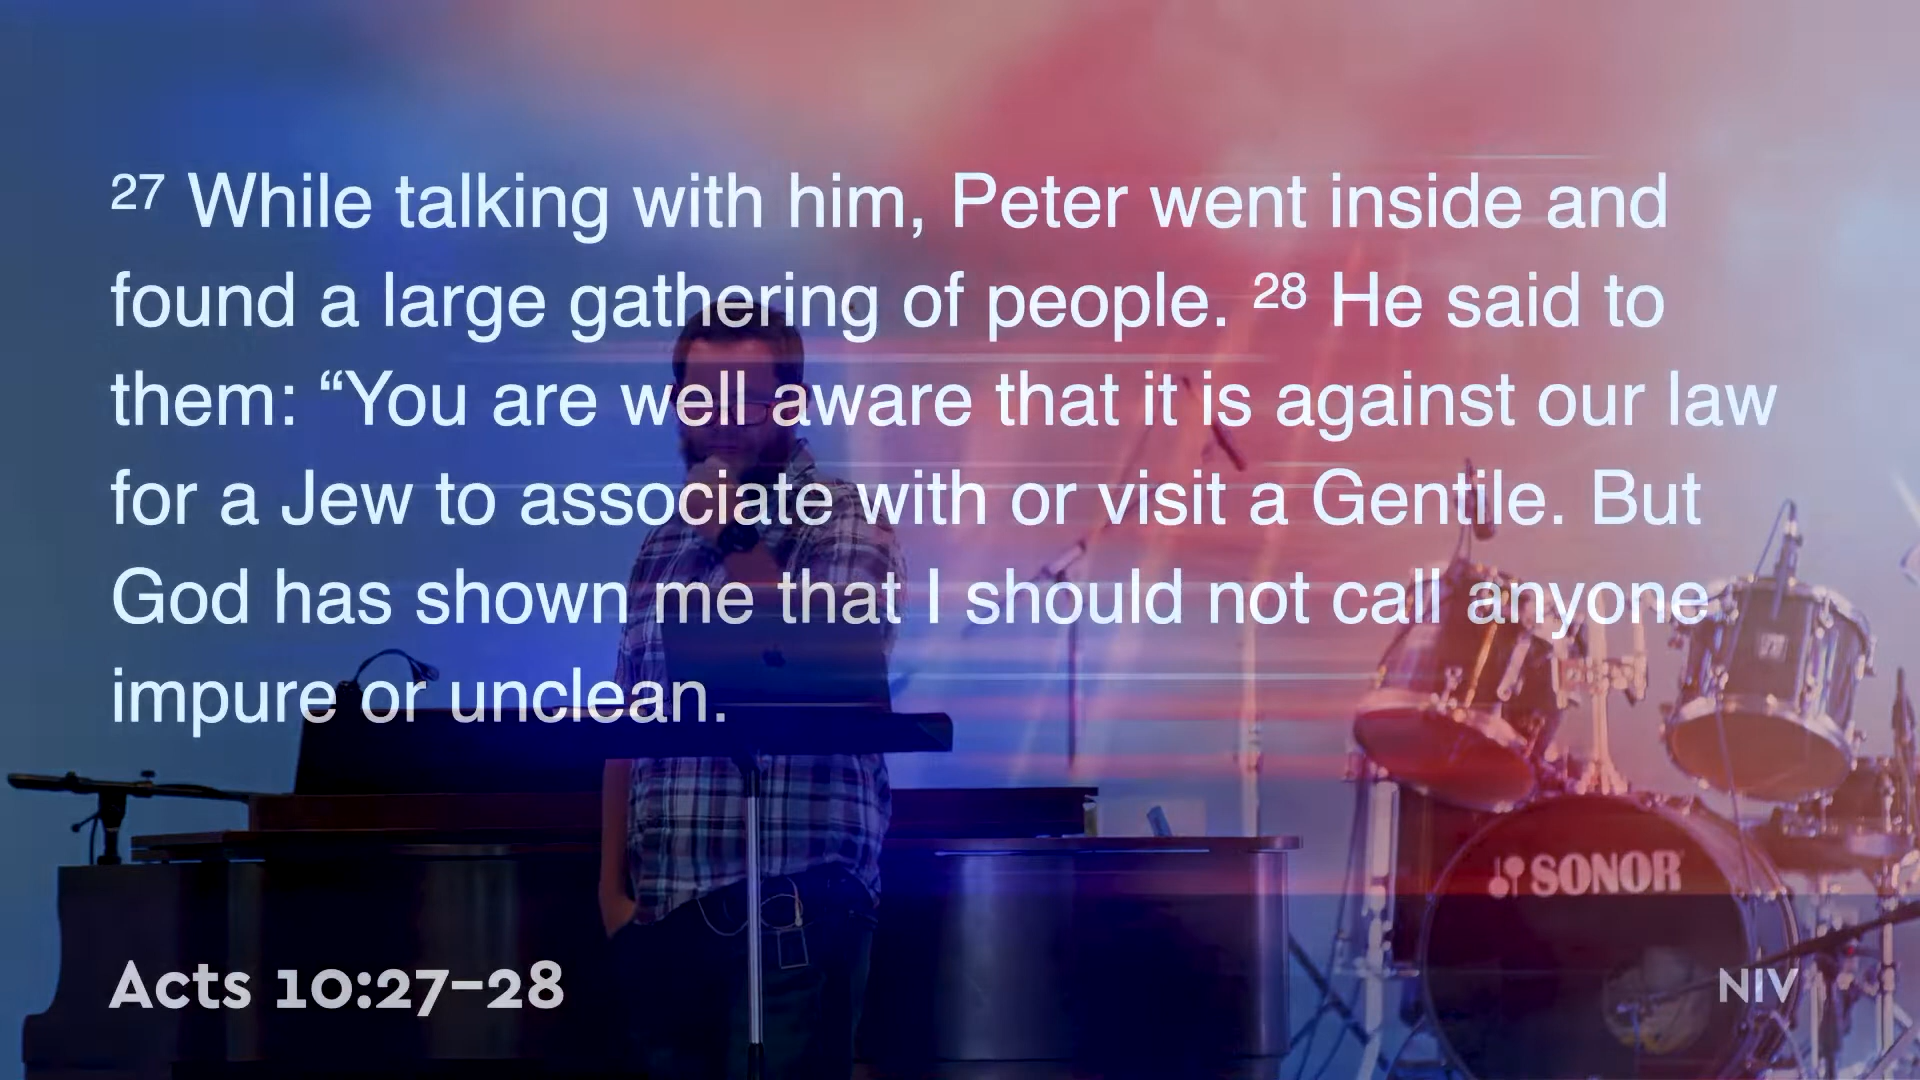 27 While talking with him, Peter went inside and
found a large gathering of people. 28 He said to
them: “You are well aware that it is against our law
for a Jew to associate with or visit a Gentile. But
God has shown me that I should not call anyone
impure or unclean.
SONOR
Acts 10:27–28
NIV